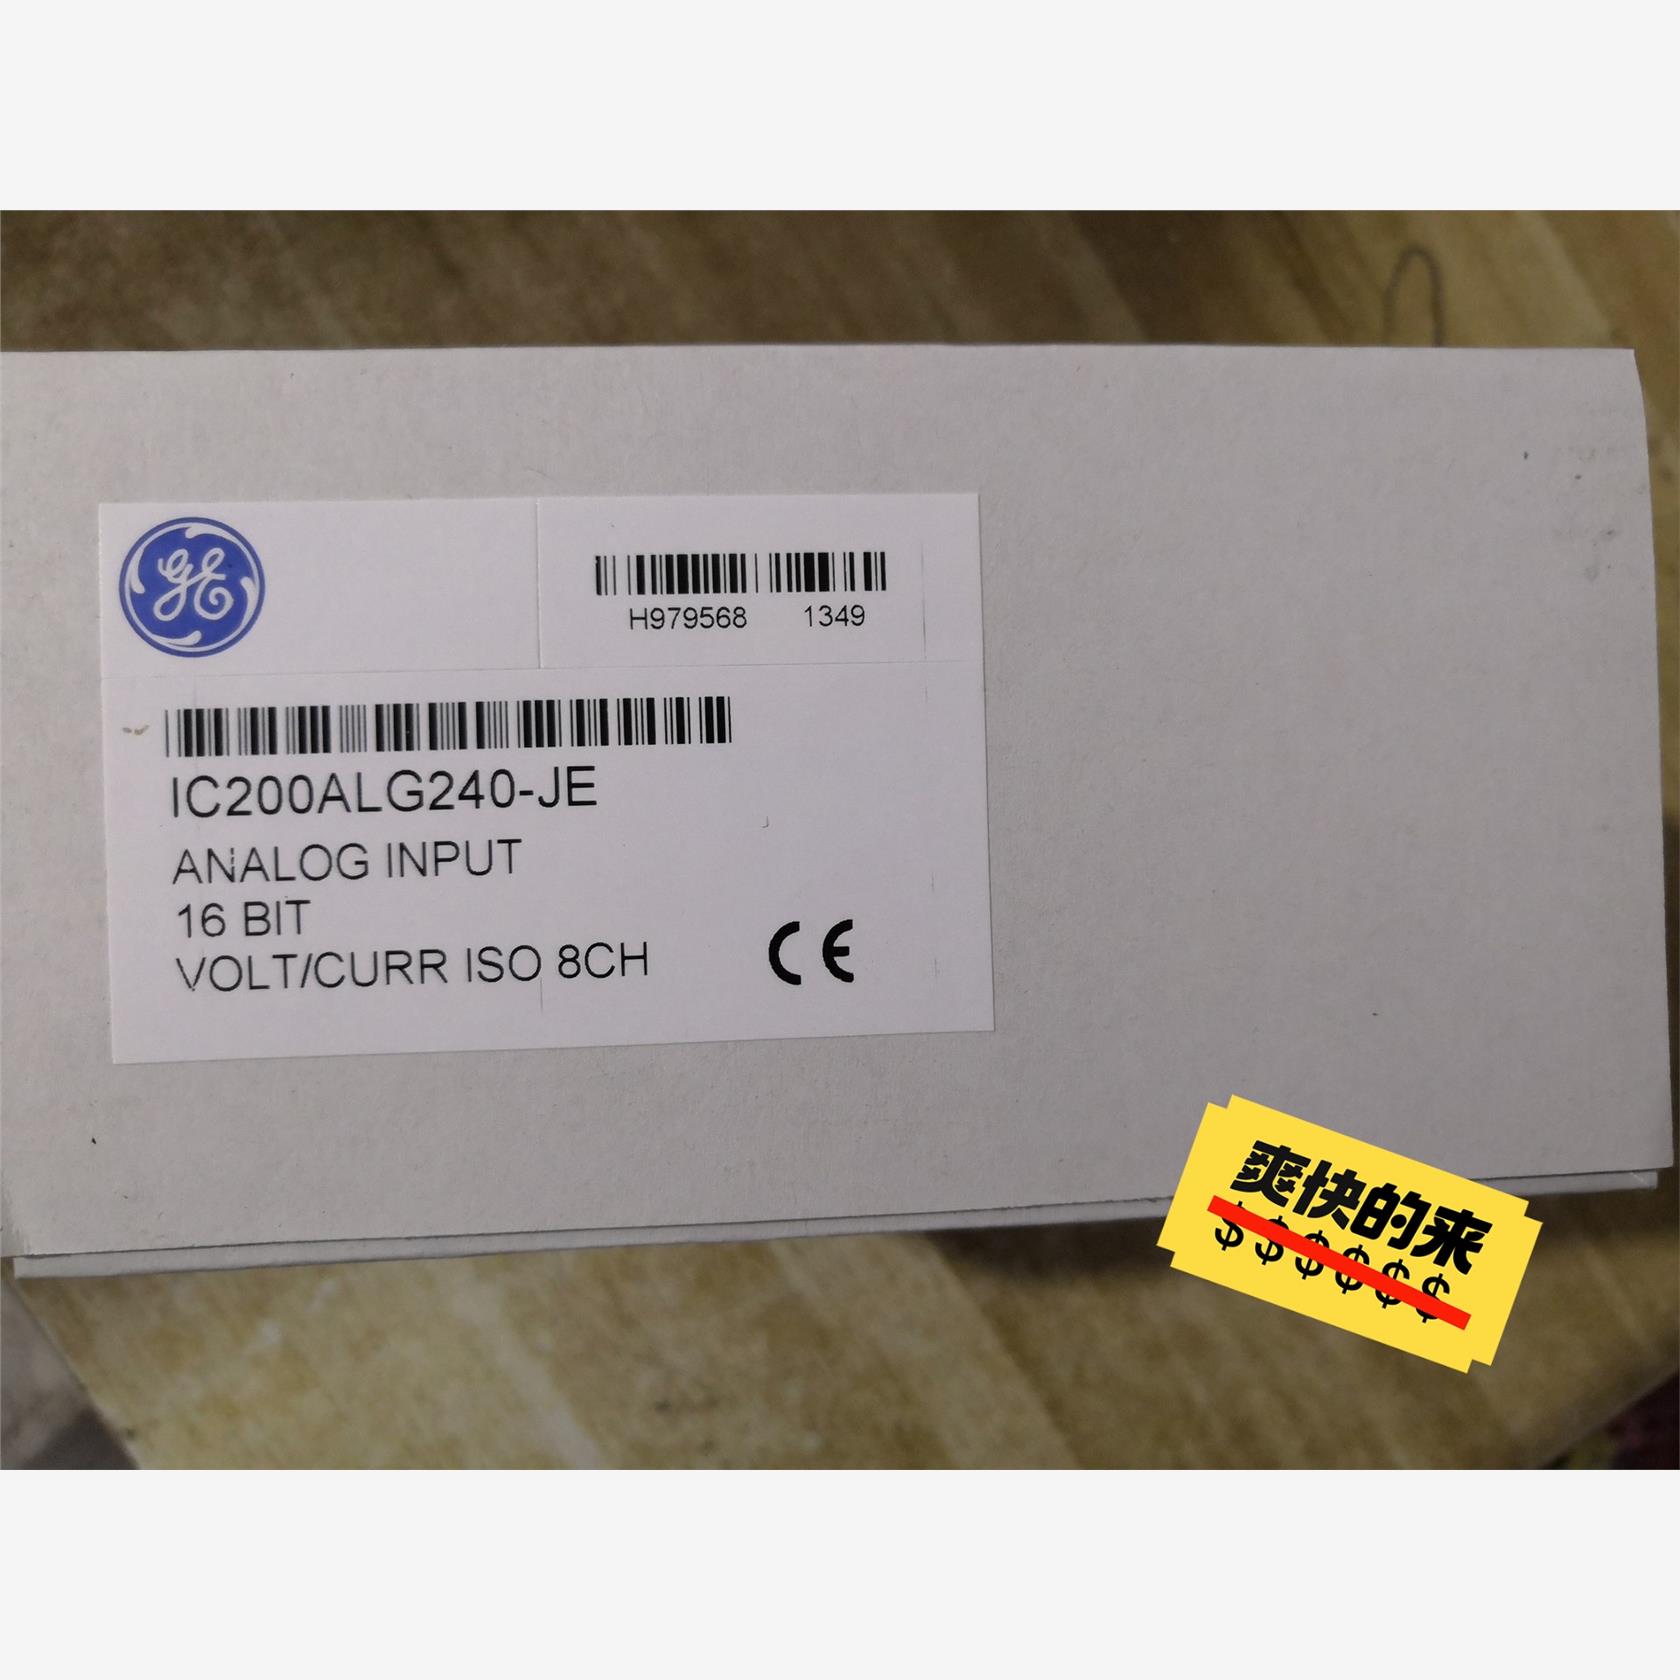 GE
H979568 1349
IC200ALG240-JE
ANALOG INPUT
16 BIT
VOLT/CURR ISO 8CH
CE
爽快的来
$$$$$$